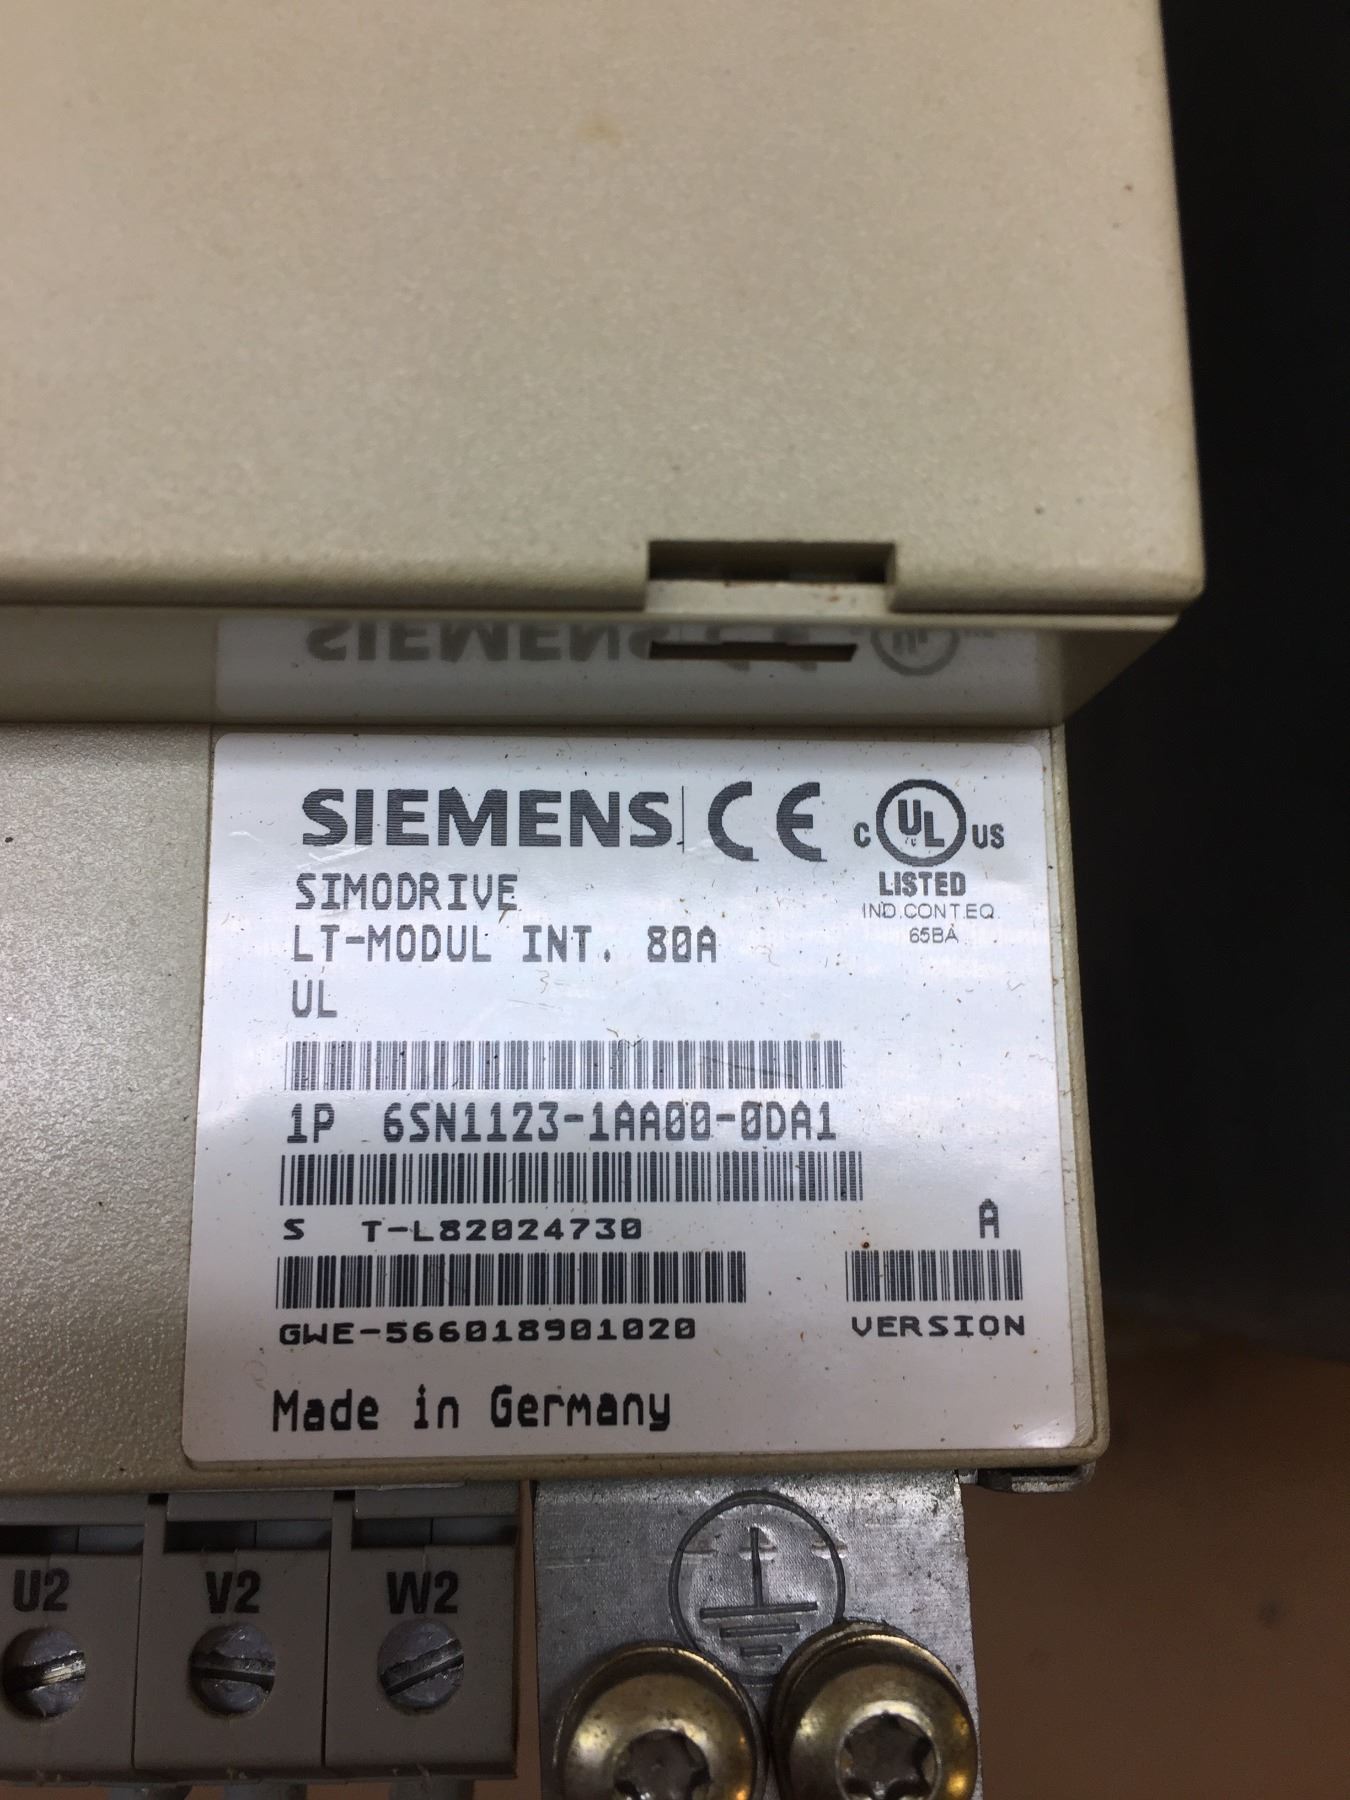 SIEMENS CE C UL US
SIMODRIVE LISTED
LT-MODUL INT. 80A IND.CONT.EQ.
65BA
UL
1P 6SN1123-1AA00-0DA1
S T-L82024730 A
GWE-566018901020 VERSION
Made in Germany
U2 V2 W2